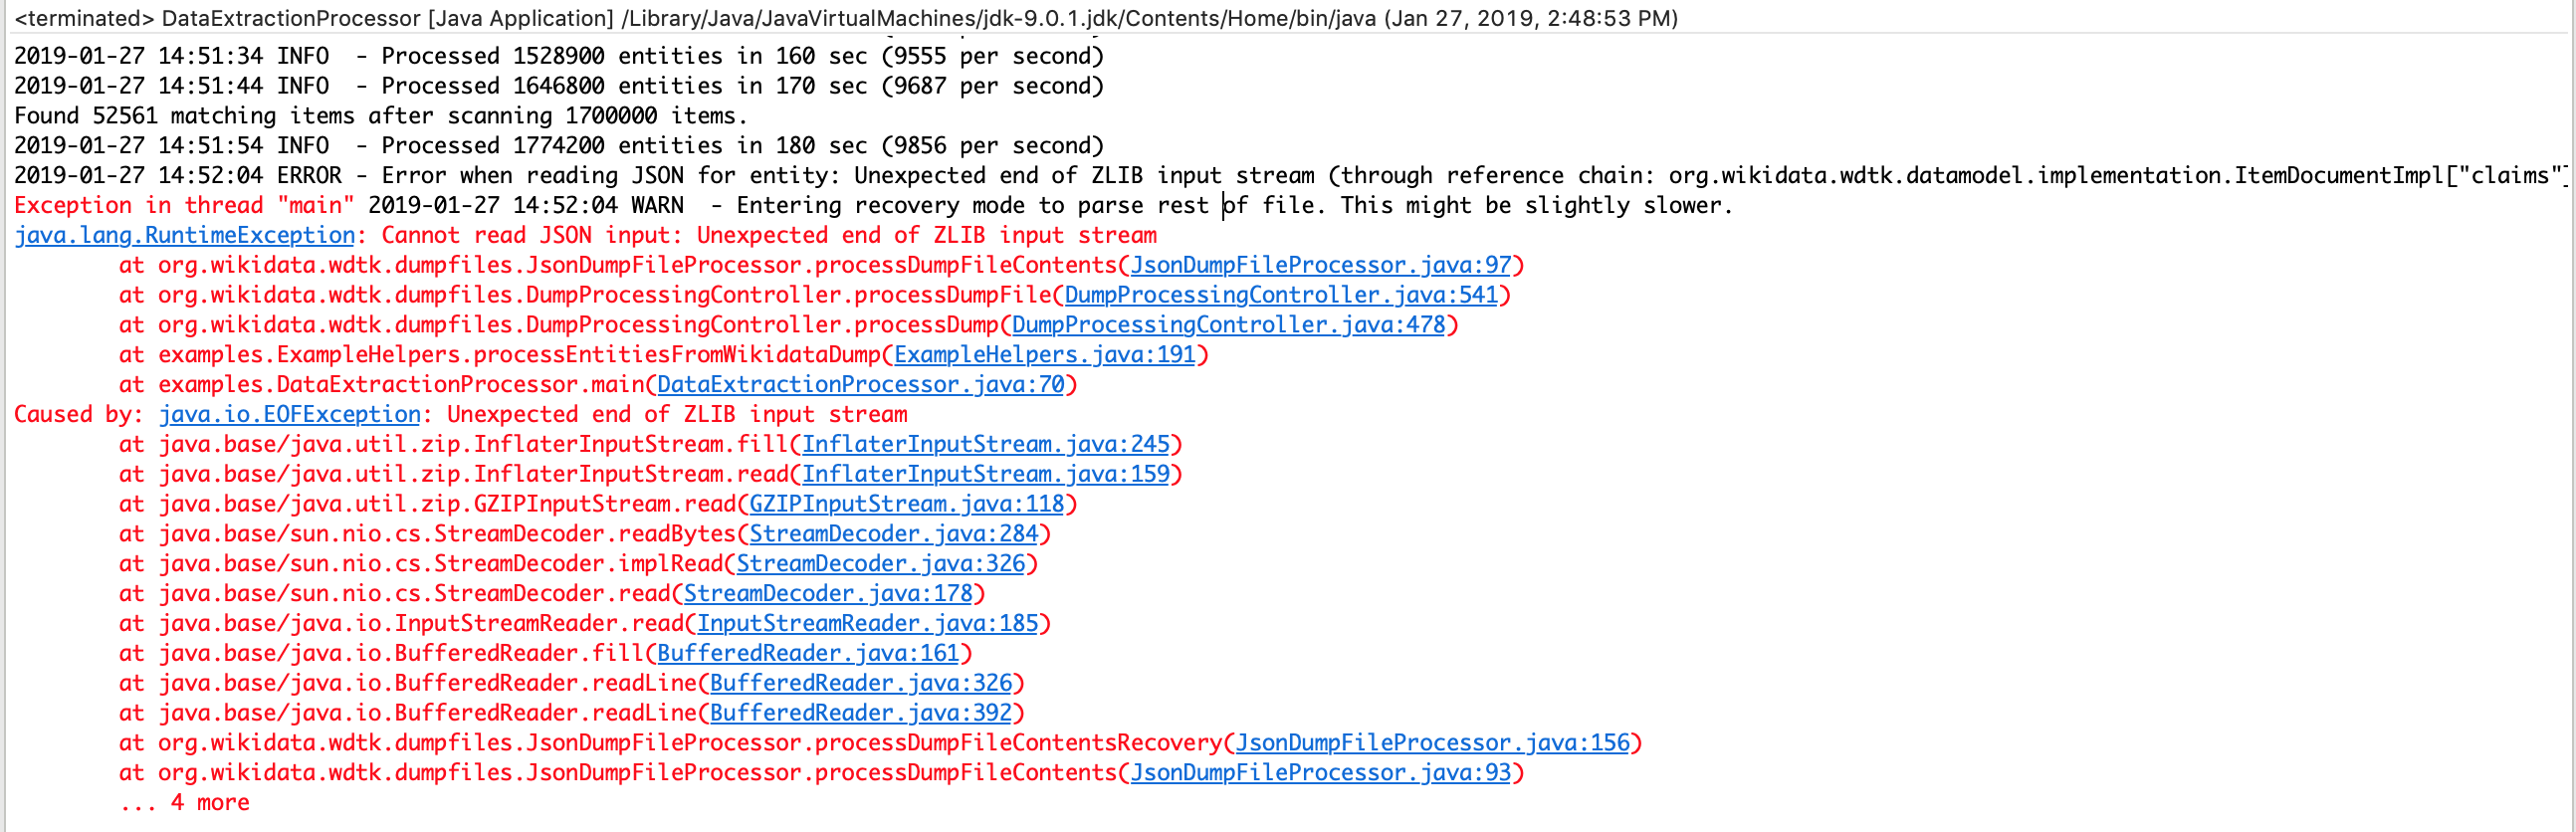 <terminated> DataExtractionProcessor [Java Application] /Library/Java/JavaVirtualMachines/jdk-9.0.1.jdk/Contents/Home/bin/java (Jan 27, 2019, 2:48:53 PM)
2019-01-27 14:51:34 INFO  - Processed 1528900 entities in 160 sec (9555 per second)
2019-01-27 14:51:44 INFO  - Processed 1646800 entities in 170 sec (9687 per second)
Found 52561 matching items after scanning 1700000 items.
2019-01-27 14:51:54 INFO  - Processed 1774200 entities in 180 sec (9856 per second)
2019-01-27 14:52:04 ERROR - Error when reading JSON for entity: Unexpected end of ZLIB input stream (through reference chain: org.wikidata.wdtk.datamodel.implementation.ItemDocumentImpl["claims"]
Exception in thread "main" 2019-01-27 14:52:04 WARN  - Entering recovery mode to parse rest of file. This might be slightly slower.
java.lang.RuntimeException: Cannot read JSON input: Unexpected end of ZLIB input stream
	at org.wikidata.wdtk.dumpfiles.JsonDumpFileProcessor.processDumpFileContents(JsonDumpFileProcessor.java:97)
	at org.wikidata.wdtk.dumpfiles.DumpProcessingController.processDumpFile(DumpProcessingController.java:541)
	at org.wikidata.wdtk.dumpfiles.DumpProcessingController.processDump(DumpProcessingController.java:478)
	at examples.ExampleHelpers.processEntitiesFromWikidataDump(ExampleHelpers.java:191)
	at examples.DataExtractionProcessor.main(DataExtractionProcessor.java:70)
Caused by: java.io.EOFException: Unexpected end of ZLIB input stream
	at java.base/java.util.zip.InflaterInputStream.fill(InflaterInputStream.java:245)
	at java.base/java.util.zip.InflaterInputStream.read(InflaterInputStream.java:159)
	at java.base/java.util.zip.GZIPInputStream.read(GZIPInputStream.java:118)
	at java.base/sun.nio.cs.StreamDecoder.readBytes(StreamDecoder.java:284)
	at java.base/sun.nio.cs.StreamDecoder.implRead(StreamDecoder.java:326)
	at java.base/sun.nio.cs.StreamDecoder.read(StreamDecoder.java:178)
	at java.base/java.io.InputStreamReader.read(InputStreamReader.java:185)
	at java.base/java.io.BufferedReader.fill(BufferedReader.java:161)
	at java.base/java.io.BufferedReader.readLine(BufferedReader.java:326)
	at java.base/java.io.BufferedReader.readLine(BufferedReader.java:392)
	at org.wikidata.wdtk.dumpfiles.JsonDumpFileProcessor.processDumpFileContentsRecovery(JsonDumpFileProcessor.java:156)
	at org.wikidata.wdtk.dumpfiles.JsonDumpFileProcessor.processDumpFileContents(JsonDumpFileProcessor.java:93)
	... 4 more